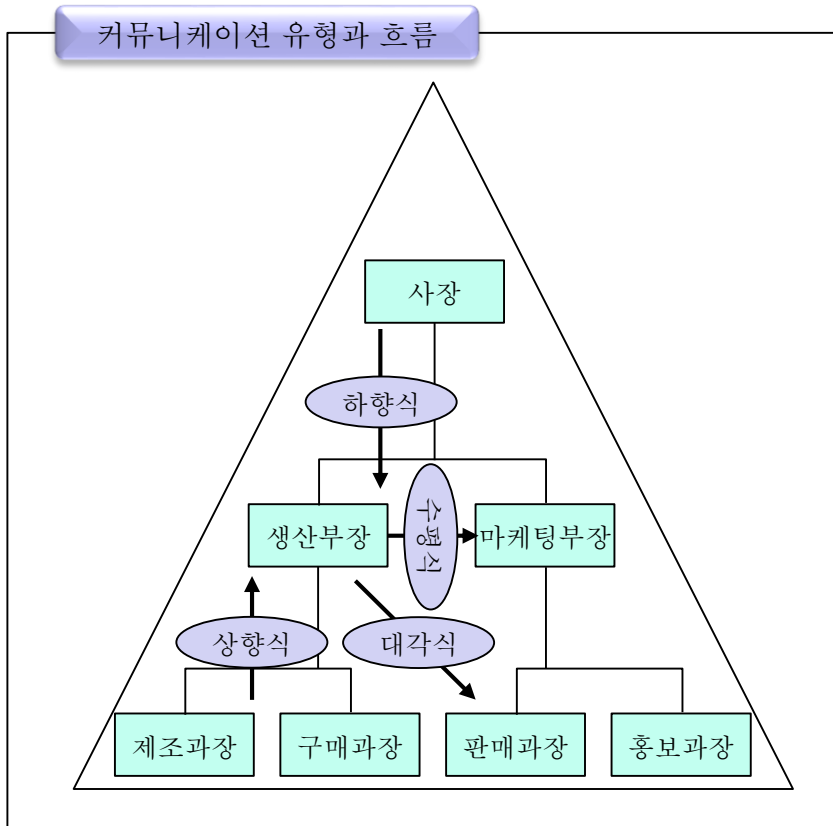 커뮤니케이션 유형과 흐름
사장
하향식
생산부장
수평식
마케팅부장
상향식
대각식
제조과장
구매과장
판매과장
홍보과장